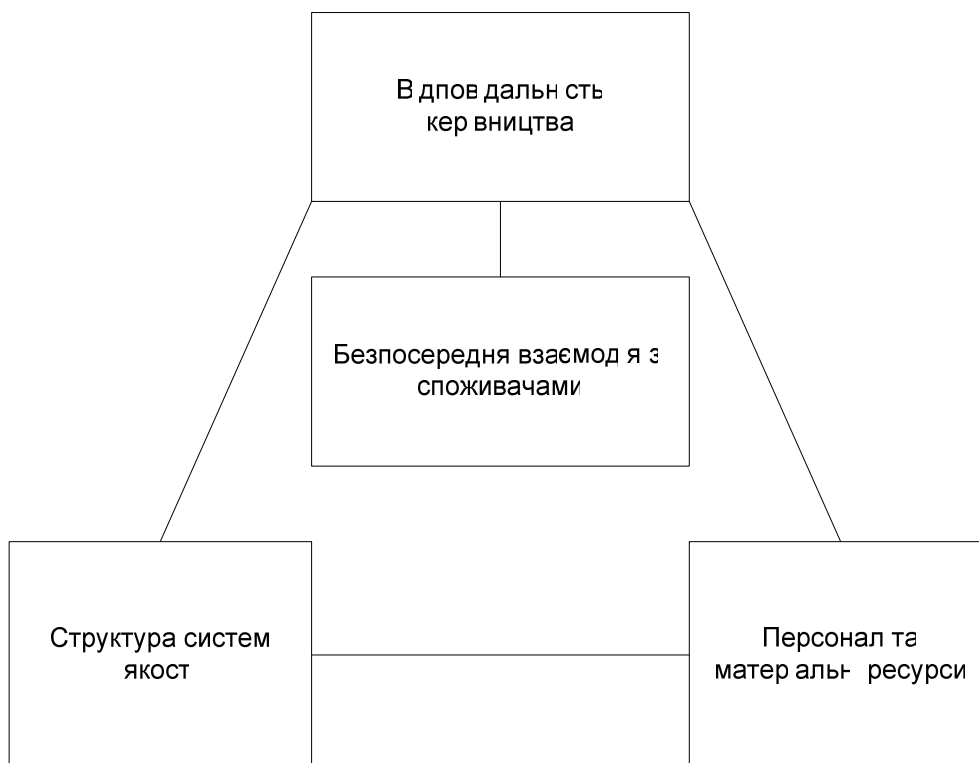 В дпов дальн сть
кер вництва
Безпосередня взаємод я з
споживачами
Структура систем
якост
Персонал та
матер альн ресурси